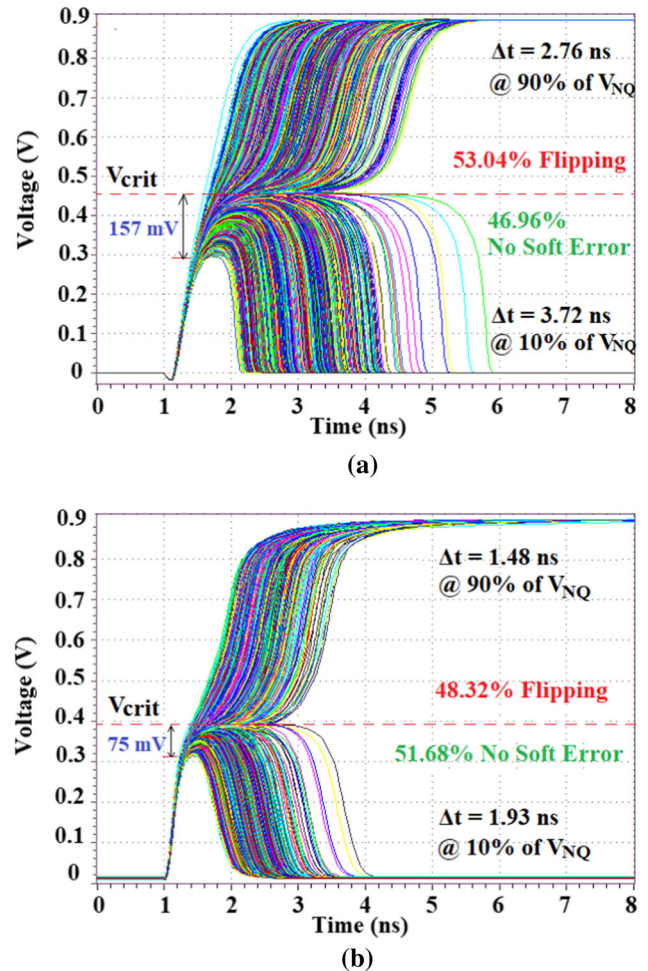 0.9
0.8
0.7
0.6
0.5
0.4
0.3
0.2
0.1
0
Voltage (V)
Δt = 2.76 ns
@ 90% of VNQ
53.04% Flipping
Vcrit
157 mV
46.96%
No Soft Error
Δt = 3.72 ns
@ 10% of VNQ
0 1 2 3 4 5 6 7 8
Time (ns)
(a)
0.9
0.8
0.7
0.6
0.5
0.4
0.3
0.2
0.1
0
Voltage (V)
Δt = 1.48 ns
@ 90% of VNQ
48.32% Flipping
Vcrit
75 mV
51.68% No Soft Error
Δt = 1.93 ns
@ 10% of VNQ
0 1 2 3 4 5 6 7 8
Time (ns)
(b)